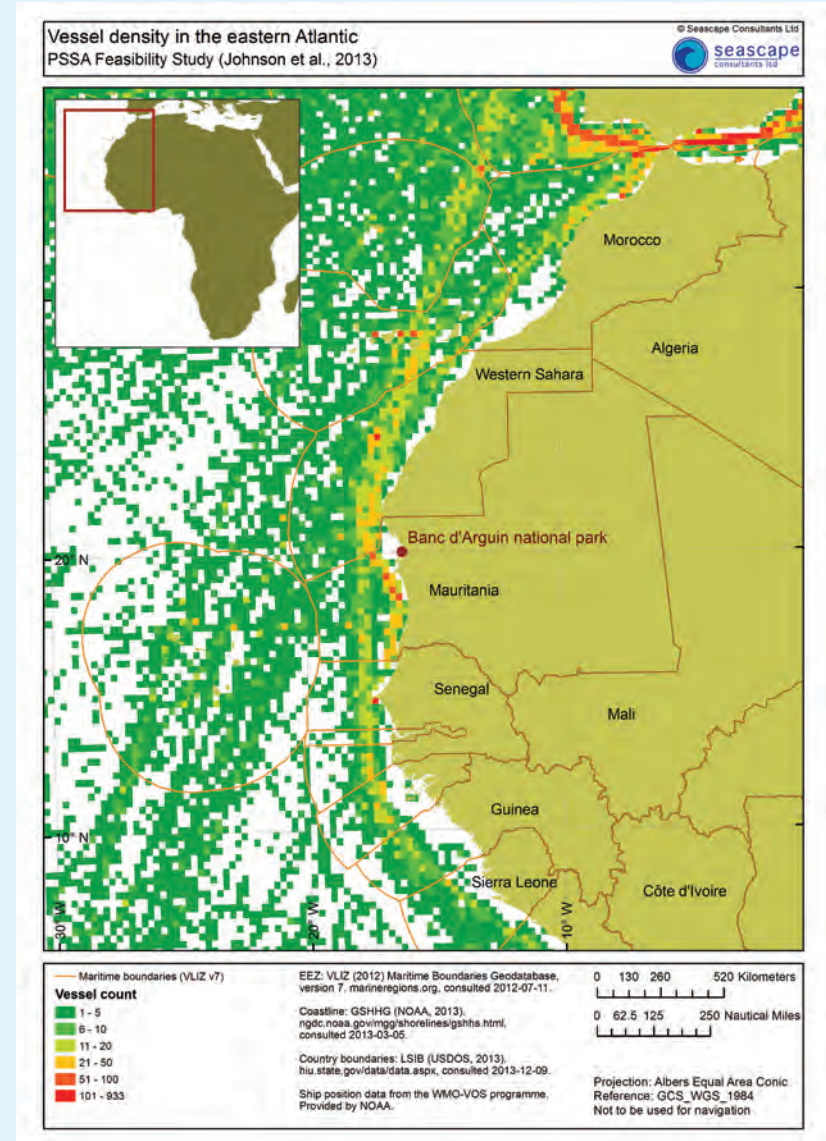 Vessel density in the eastern Atlantic
PSSA Feasibility Study (Johnson et al., 2013)
© Seascape Consultants Ltd
seascape
consultants ltd
Morocco
Algeria
Western Sahara
Banc d'Arguin national park
20° N
Mauritania
Senegal
Mali
Guinea
10° N
Sierra Leone
Côte d'Ivoire
30° W
20° W
10° W
Maritime boundaries (VLIZ v7)
Vessel count
1 - 5
6 - 10
11 - 20
21 - 50
51 - 100
101 - 933
EEZ: VLIZ (2012) Maritime Boundaries Geodatabase,
version 7. marineregions.org, consulted 2012-07-11.
Coastline: GSHHG (NOAA, 2013).
ngdc.noaa.gov/mgg/shorelines/gshhs.html,
consulted 2013-03-05.
Country boundaries: LSIB (USDOS, 2013).
hiu.state.gov/data/data.aspx, consulted 2013-12-09.
Ship position data from the WMO-VOS programme.
Provided by NOAA.
0 130 260 520 Kilometers
0 62.5 125 250 Nautical Miles
Projection: Albers Equal Area Conic
Reference: GCS_WGS_1984
Not to be used for navigation